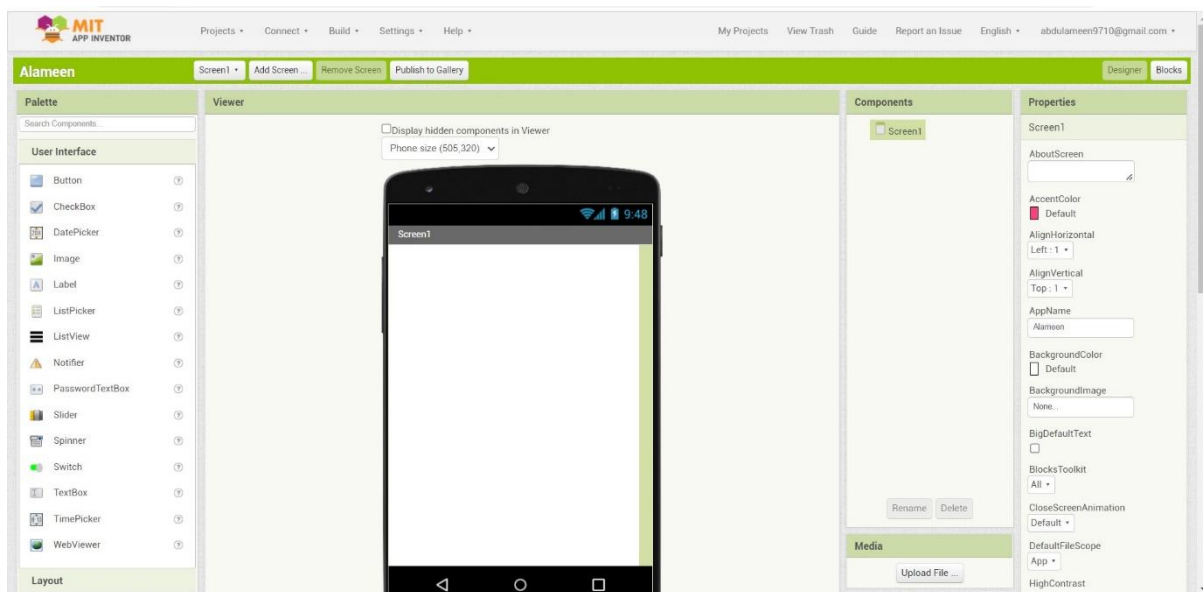 MIT
APP INVENTOR
Projects Connect Build Settings Help My Projects View Trash Guide Report an Issue English abdulameen9710@gmail.com
Alameen
Screen1 Add Screen ... Remove Screen Publish to Gallery Designer Blocks
Palette
Search Components...
User Interface
Button
CheckBox
DatePicker
Image
Label
ListPicker
ListView
Notifier
PasswordTextBox
Slider
Spinner
Switch
TextBox
TimePicker
WebViewer
Layout
Viewer
Display hidden components in Viewer
Phone size (505,320)
9:48
Screen1
Components
Screen1
Rename Delete
Media
Upload File ...
Properties
Screen1
AboutScreen
AccentColor
Default
AlignHorizontal
Left : 1
AlignVertical
Top : 1
AppName
Alameen
BackgroundColor
Default
BackgroundImage
None...
BigDefaultText
BlocksToolkit
All
CloseScreenAnimation
Default
DefaultFileScope
App
HighContrast